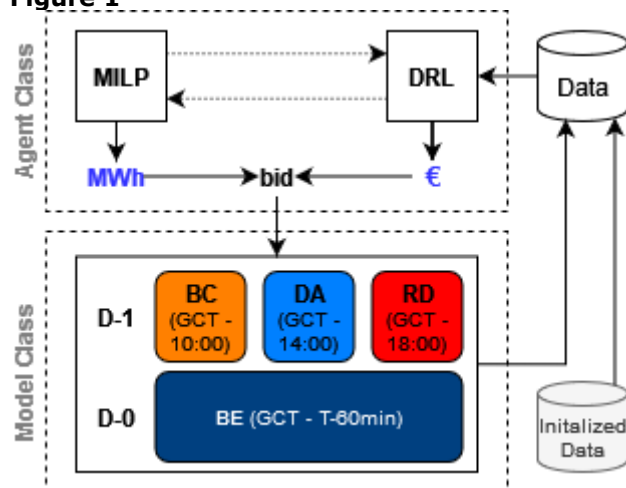 Figure 1
Agent Class
MILP
DRL
Data
MWh
bid
€
Model Class
D-1
BC
(GCT -
10:00)
DA
(GCT -
14:00)
RD
(GCT -
18:00)
D-0
BE (GCT - T-60min)
Initalized
Data